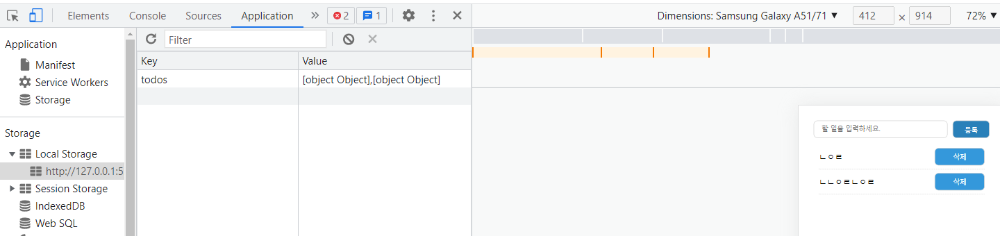 Elements Console Sources Application 2 1 Dimensions: Samsung Galaxy A51/71 ▼ 412 × 914 72% ▼
Application
Manifest
Service Workers
Storage
Storage
Local Storage
http://127.0.0.1:5
Session Storage
IndexedDB
Web SQL
Filter
Key Value
todos [object Object],[object Object]
할 일을 입력하세요. 등록
ㄴㅇㄹ 삭제
ㄴㄴㅇㄹㄴㅇㄹ 삭제